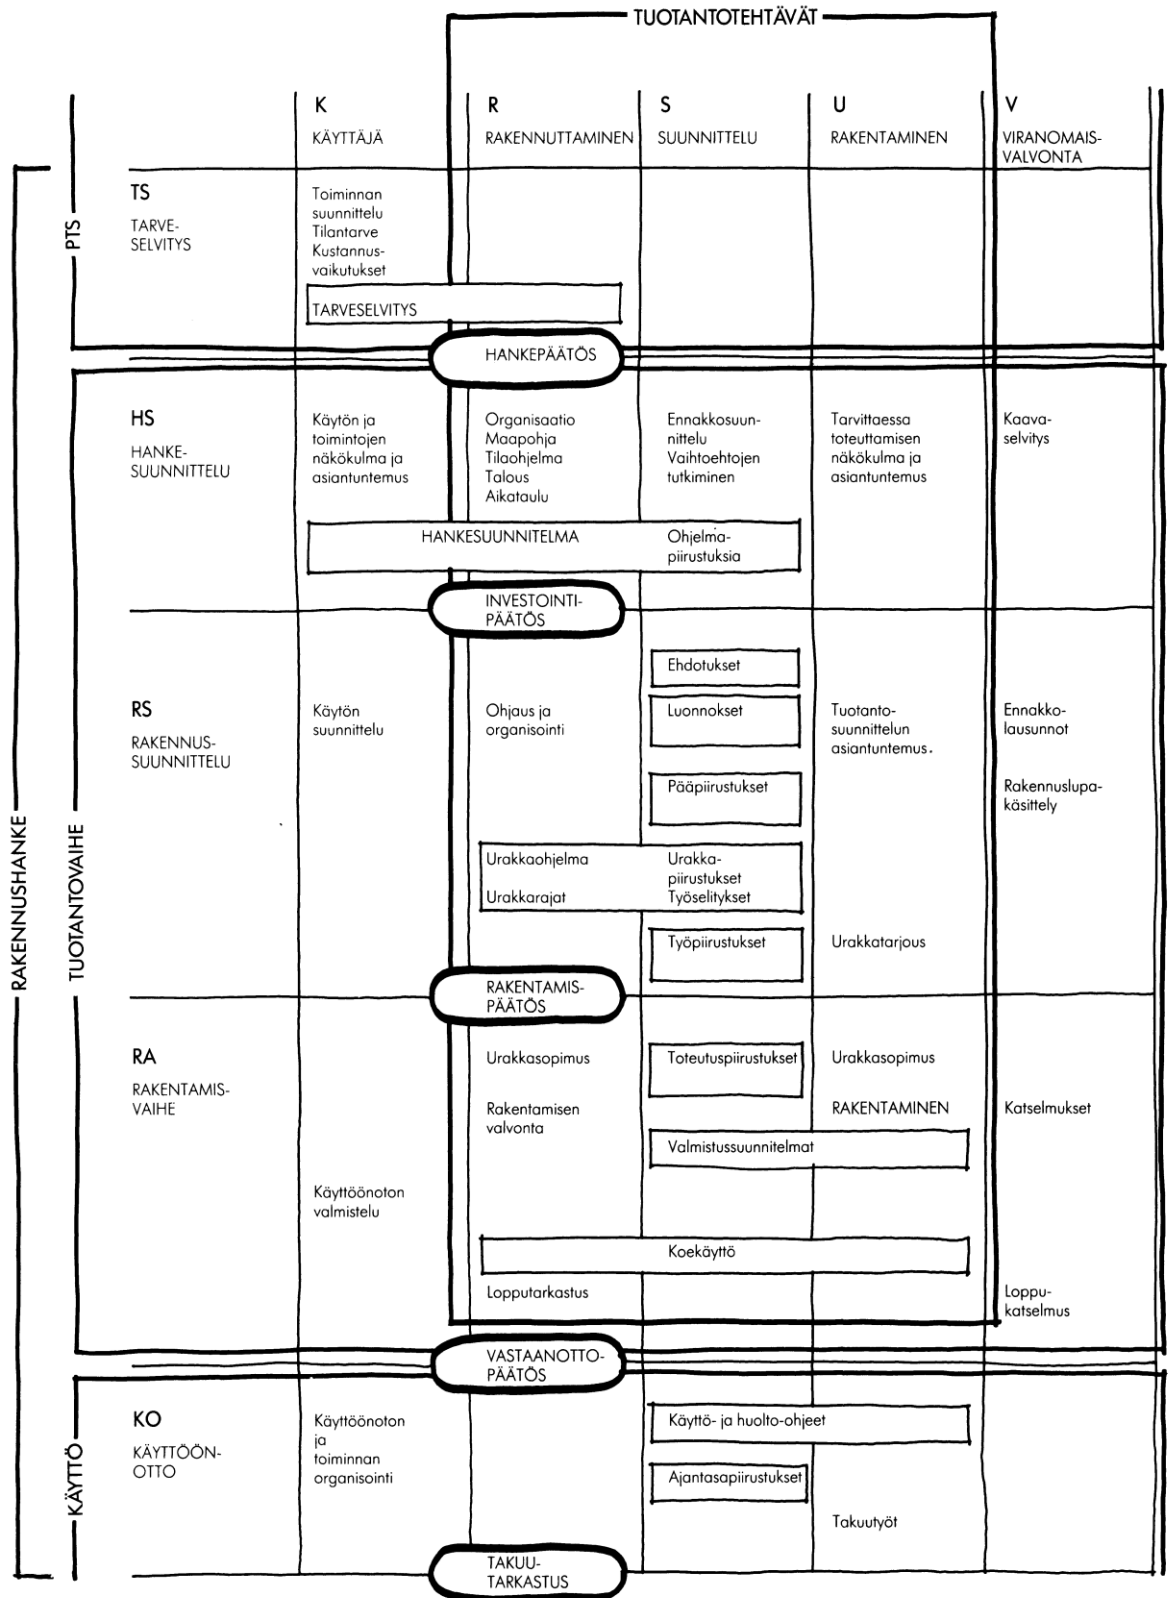 TUOTANTOTEHTÄVÄT
K
R
S
U
V
KÄYTTÄJÄ
RAKENNUTTAMINEN
SUUNNITTELU
RAKENTAMINEN
VIRANOMAIS-
VALVONTA
RAKENNUSHANKE
PTS
TUOTANTOVAIHE
KÄYTTÖ
TS
TARVE-
SELVITYS
Toiminnan
suunnittelu
Tilantarve
Kustannus-
vaikutukset
TARVESELVITYS
HANKEPÄÄTÖS
HS
HANKE-
SUUNNITTELU
Käytön ja
toimintojen
näkökulma ja
asiantuntemus
Organisaatio
Maapohja
Tilaohjelma
Talous
Aikataulu
Ennakkosuun-
nittelu
Vaihtoehtojen
tutkiminen
Tarvittaessa
toteuttamisen
näkökulma ja
asiantuntemus
Kaava-
selvitys
HANKESUUNNITELMA
Ohjelma-
piirustuksia
INVESTOINTI-
PÄÄTÖS
Ehdotukset
RS
RAKENNUS-
SUUNNITTELU
Käytön
suunnittelu
Ohjaus ja
organisointi
Luonnokset
Tuotanto-
suunnittelun
asiantuntemus.
Ennakko-
lausunnot
Pääpiirustukset
Rakennuslupa-
käsittely
Urakkaohjelma
Urakkarajat
Urakka-
piirustukset
Työselitykset
Työpiirustukset
Urakkatarjous
RAKENTAMIS-
PÄÄTÖS
RA
RAKENTAMIS-
VAIHE
Urakkasopimus
Toteutuspiirustukset
Urakkasopimus
Rakentamisen
valvonta
RAKENTAMINEN
Katselmukset
Valmistussuunnitelmat
Käyttöönoton
valmistelu
Koekäyttö
Lopputarkastus
Loppu-
katselmus
VASTAANOTTO-
PÄÄTÖS
KO
KÄYTTÖÖN-
OTTO
Käyttöönoton
ja
toiminnan
organisointi
Käyttö- ja huolto-ohjeet
Ajantasapiirustukset
Takuutyöt
TAKUU-
TARKASTUS